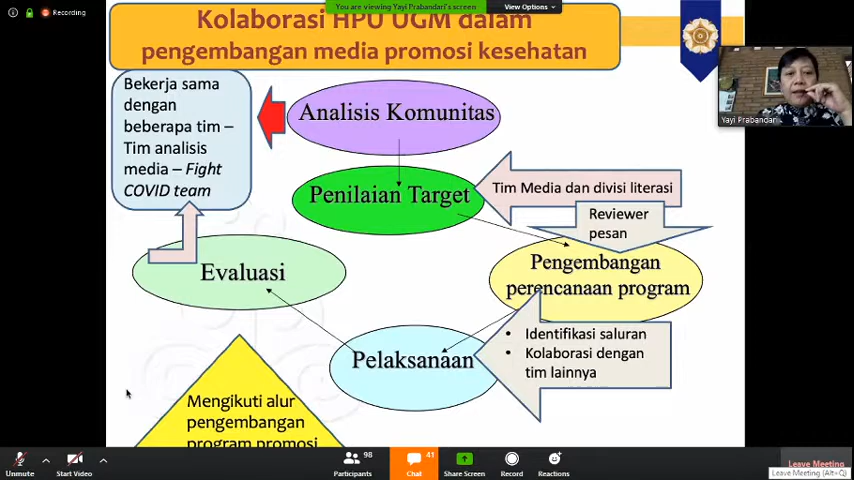 Recording
You are viewing Yayi Prabandari's screen
View Options
Kolaborasi HPU UGM dalam
pengembangan media promosi kesehatan
Bekerja sama
dengan
beberapa tim –
Tim analisis
media – Fight
COVID team
Analisis Komunitas
Yayi Prabandari
Penilaian Target
Tim Media dan divisi literasi
Reviewer
pesan
Evaluasi
Pengembangan
perencanaan program
• Identifikasi saluran
• Kolaborasi dengan
tim lainnya
Pelaksanaan
Mengikuti alur
pengembangan
program promosi
Unmute
Start Video
98
Participants
41
Chat
Share Screen
Record
Reactions
Leave Meeting
Leave Meeting (Alt+Q)